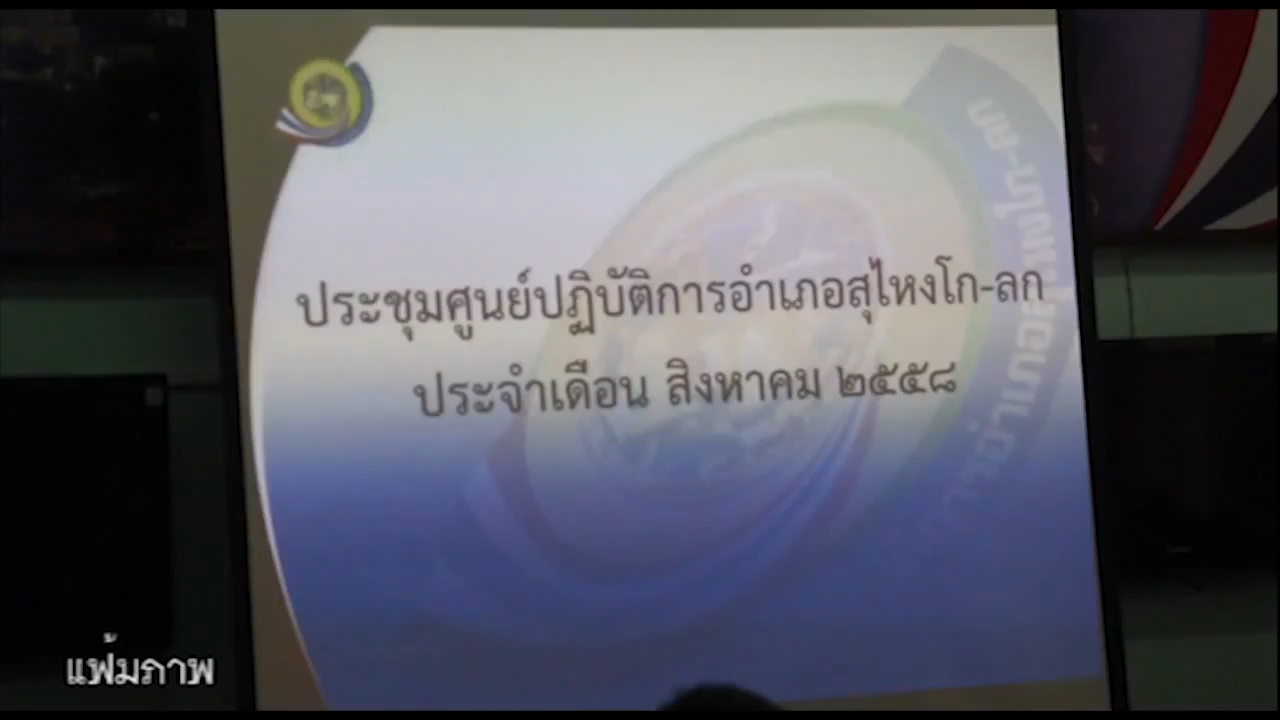 ประชุมศูนย์ปฏิบัติการอำเภอสุไหงโก-ลก
ประจำเดือน สิงหาคม ๒๕๕๘
แฟ้มภาพ